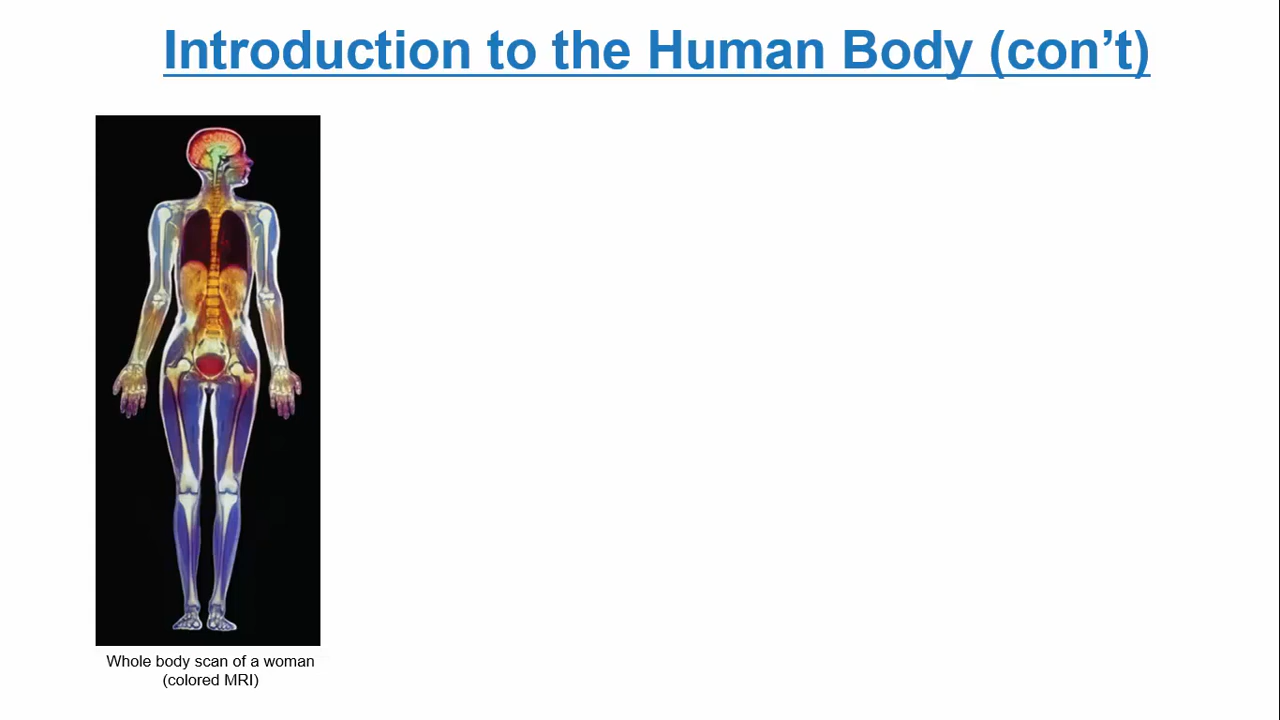 Introduction to the Human Body (con’t)
Whole body scan of a woman
(colored MRI)